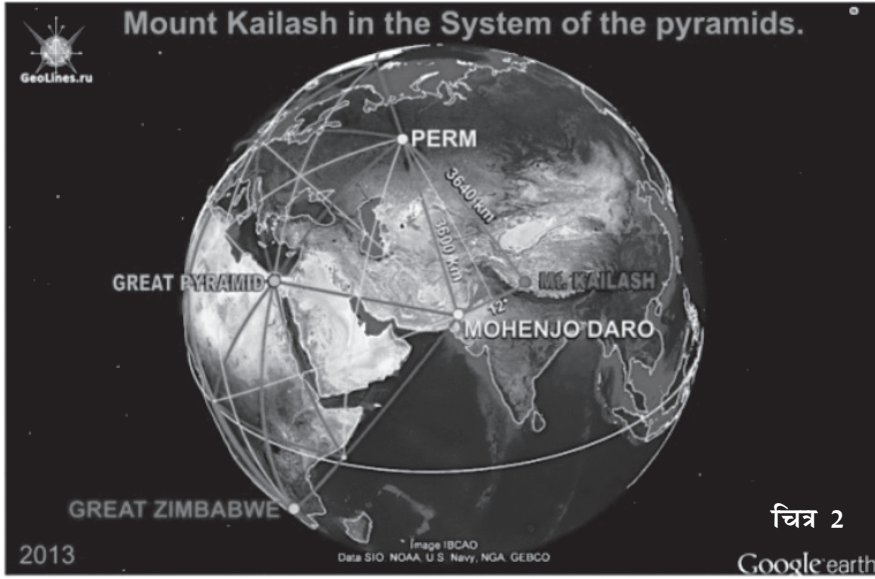 Mount Kailash in the System of the pyramids.
GeoLines.ru
PERM
3640 km
3600 km
GREAT PYRAMID
Mt. KAILASH
12°
MOHENJO DARO
GREAT ZIMBABWE
चित्र 2
2013
Image IBCAO
Data SIO, NOAA, U.S. Navy, NGA, GEBCO
Google earth